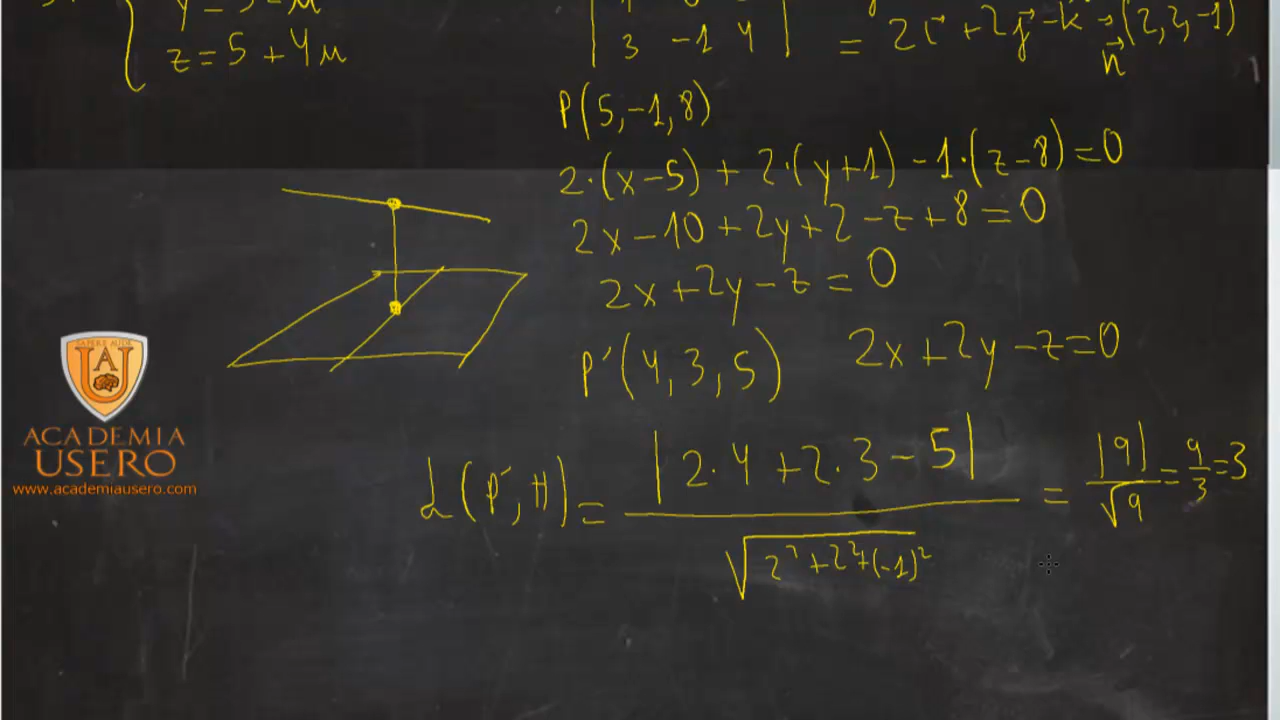 z = 5 + 4μ
3 -1 4
= 2i + 2j - k → n (2, 2, -1)
P(5, -1, 8)
2·(x-5) + 2·(y+1) - 1·(z-8) = 0
2x - 10 + 2y + 2 - z + 8 = 0
2x + 2y - z = 0
P'(4, 3, 5) 2x + 2y - z = 0
d(P', π) = |2·4 + 2·3 - 5| / √(2² + 2² + (-1)²) = |9| / √9 = 9/3 = 3
SAPERE AUDE
UA
ACADEMIA
USERO
www.academiausero.com